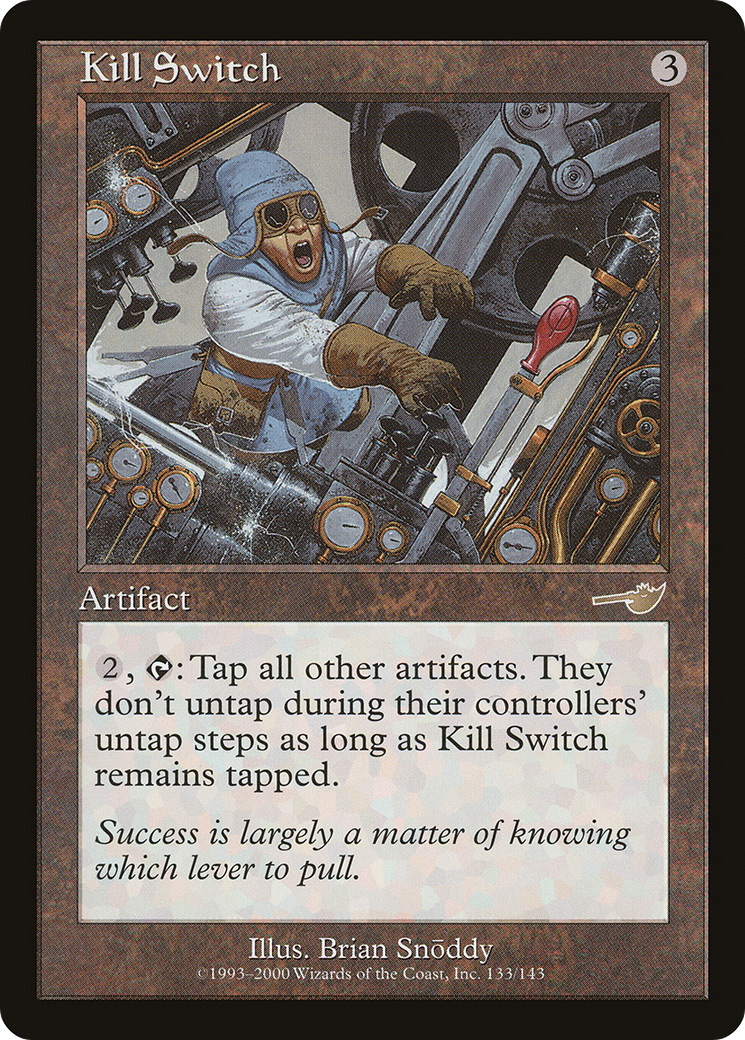 Kill Switch
3
Artifact
2, : Tap all other artifacts. They
don't untap during their controllers'
untap steps as long as Kill Switch
remains tapped.
Success is largely a matter of knowing
which lever to pull.
Illus. Brian Snōddy
©1993–2000 Wizards of the Coast, Inc. 133/143